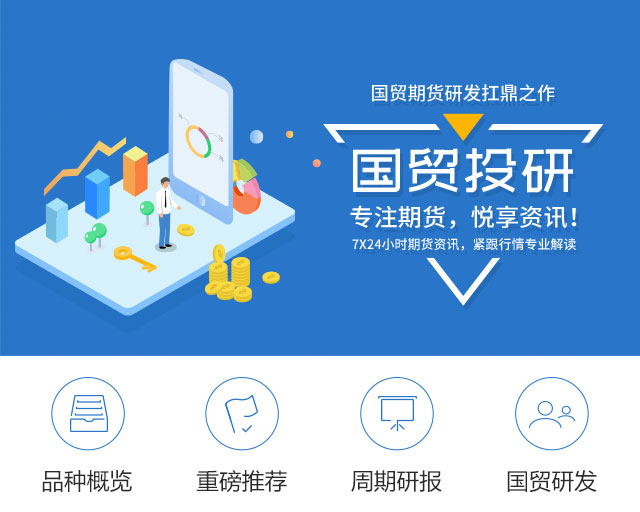 国贸期货研发扛鼎之作
国贸投研
专注期货，悦享资讯！
7X24小时期货资讯，紧跟行情专业解读
品种概览
重磅推荐
周期研报
国贸研发